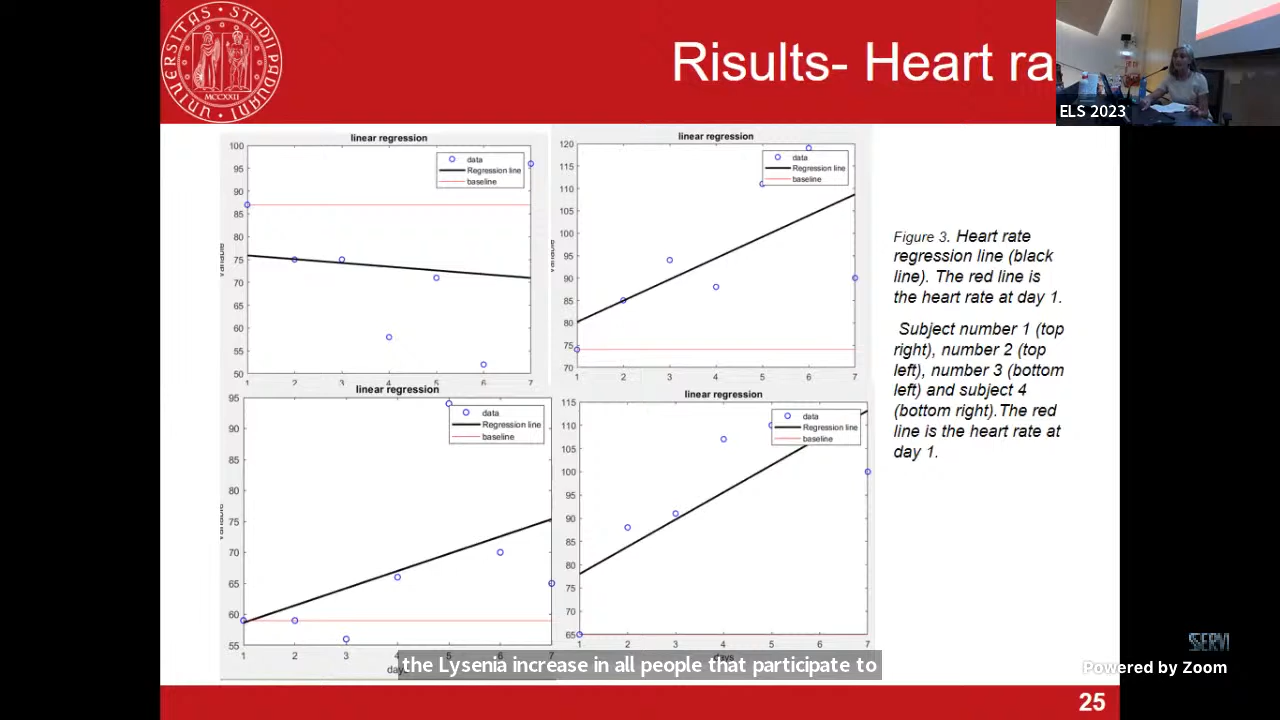 UNIVERSITAS STUDII PADUANI
MCCXXII
Risults- Heart ra
ELS 2023
linear regression
data
Regression line
baseline
100
95
90
85
80
75
70
65
60
55
50
1
2
3
4
5
6
7
linear regression
data
Regression line
baseline
120
115
110
105
100
95
90
85
80
75
70
1
2
3
4
5
6
7
Figure 3. Heart rate
regression line (black
line). The red line is
the heart rate at day 1.
Subject number 1 (top
right), number 2 (top
left), number 3 (bottom
left) and subject 4
(bottom right).The red
line is the heart rate at
day 1.
linear regression
data
Regression line
baseline
95
90
85
80
75
70
65
60
55
1
2
3
4
5
6
7
linear regression
data
Regression line
baseline
115
110
105
100
95
90
85
80
75
70
65
1
2
3
4
5
6
7
the Lysenia increase in all people that participate to
SERVI
Powered by Zoom
25